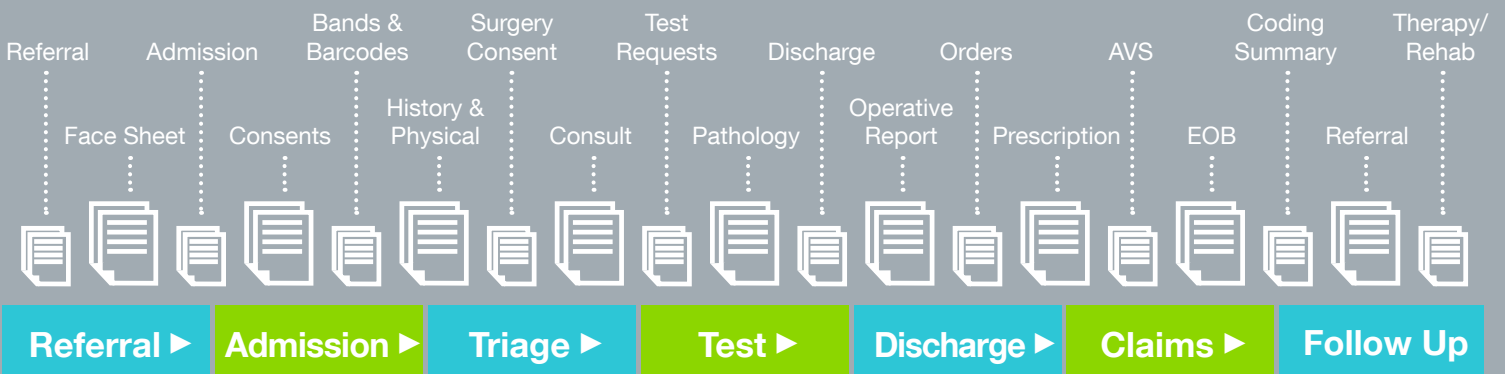 Referral
Admission
Bands &
Barcodes
Surgery
Consent
Test
Requests
Discharge
Orders
AVS
Coding
Summary
Therapy/
Rehab
Face Sheet
Consents
History &
Physical
Consult
Pathology
Operative
Report
Prescription
EOB
Referral
Referral ►
Admission ►
Triage ►
Test ►
Discharge ►
Claims ►
Follow Up